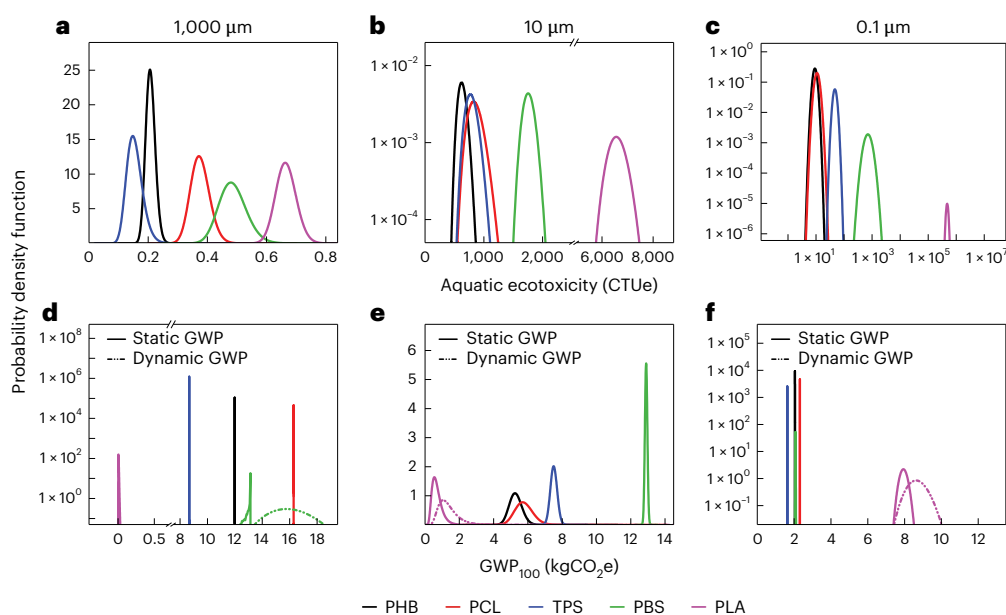 a 1,000 µm
b 10 µm
c 0.1 µm
Probability density function
25
20
15
10
5
0 0.2 0.4 0.6 0.8
1 × 10⁻²
1 × 10⁻³
1 × 10⁻⁴
0 1,000 2,000 6,000 8,000
Aquatic ecotoxicity (CTUe)
1 × 10⁰
1 × 10⁻¹
1 × 10⁻²
1 × 10⁻³
1 × 10⁻⁴
1 × 10⁻⁵
1 × 10⁻⁶
1 × 10¹ 1 × 10³ 1 × 10⁵ 1 × 10⁷
d
Static GWP
Dynamic GWP
1 × 10⁸
1 × 10⁶
1 × 10⁴
1 × 10²
1 × 10⁰
0 0.5 8 10 12 14 16 18
e
Static GWP
Dynamic GWP
6
5
4
3
2
1
0 2 4 6 8 10 12 14
GWP₁₀₀ (kgCO₂e)
f
Static GWP
Dynamic GWP
1 × 10⁵
1 × 10⁴
1 × 10³
1 × 10²
1 × 10¹
1 × 10⁰
1 × 10⁻¹
0 2 4 6 8 10 12
PHB PCL TPS PBS PLA